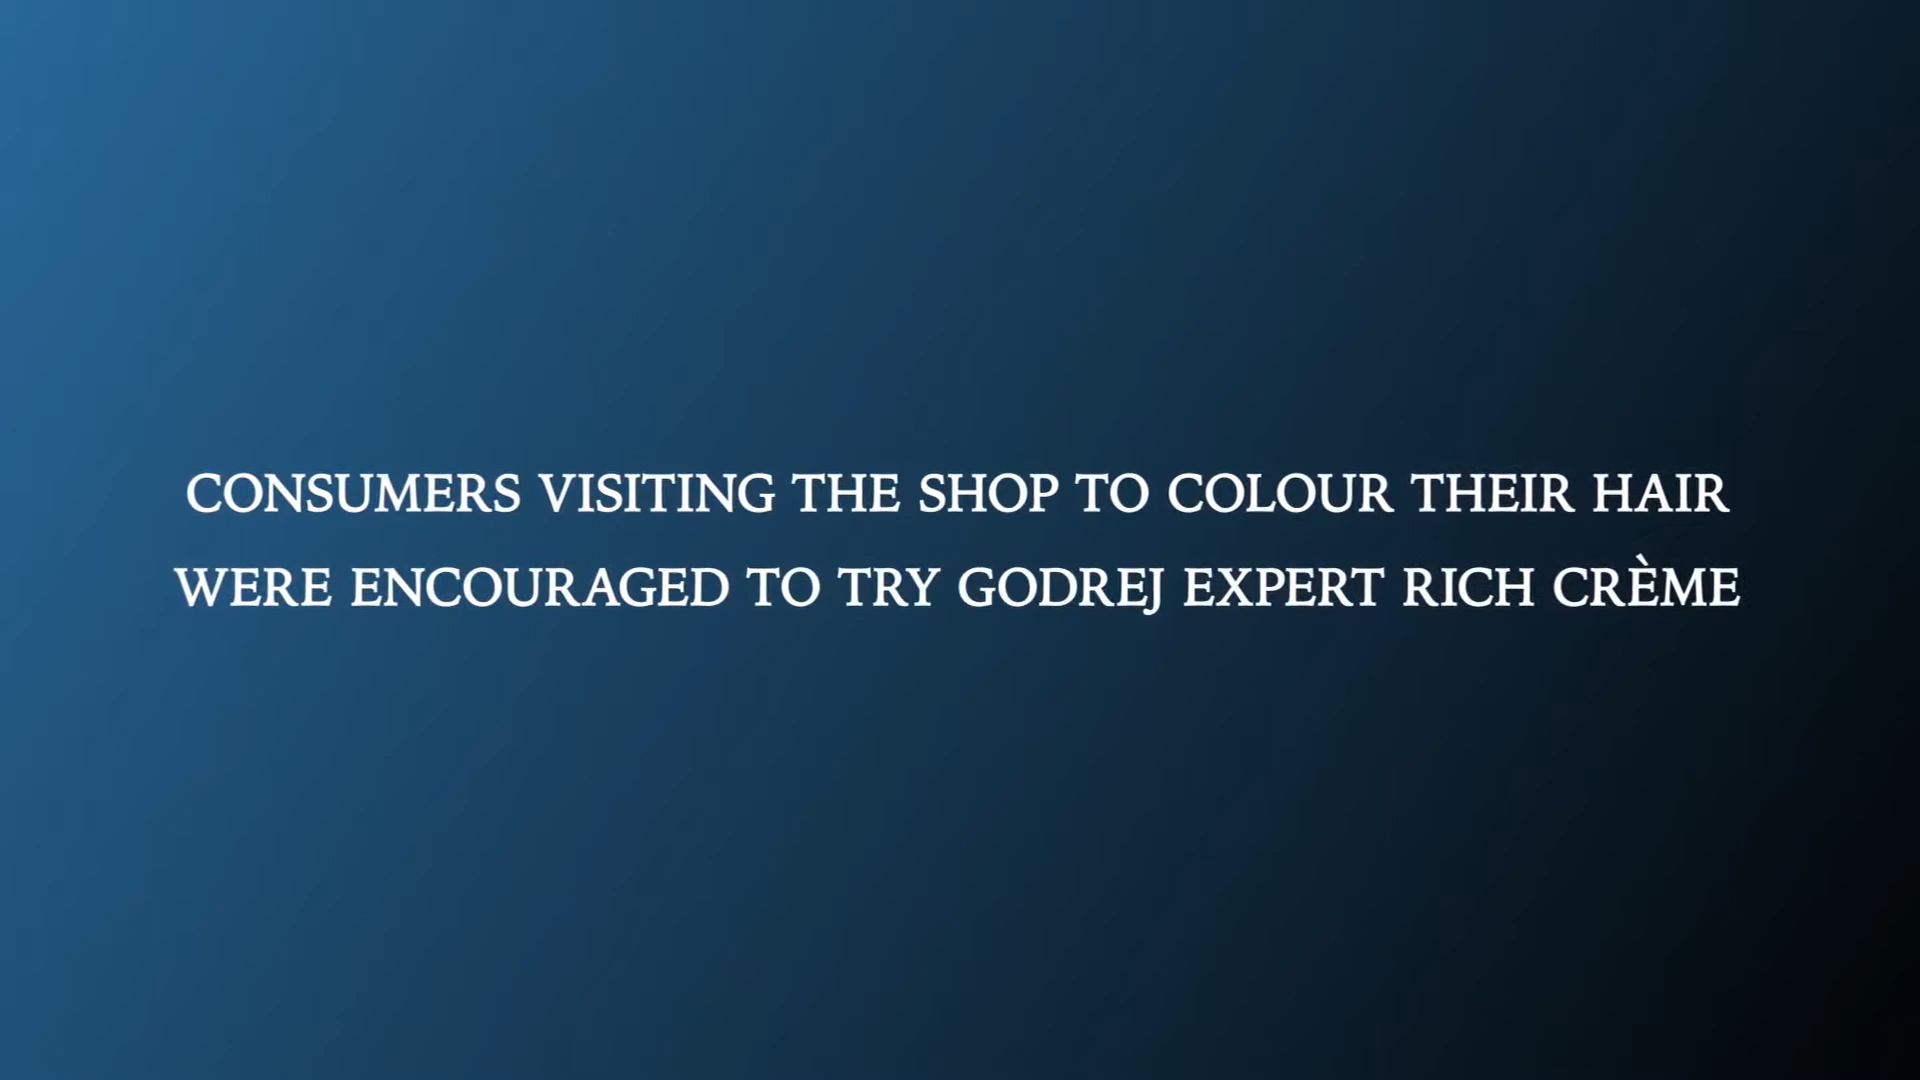 CONSUMERS VISITING THE SHOP TO COLOUR THEIR HAIR
WERE ENCOURAGED TO TRY GODREJ EXPERT RICH CRÈME